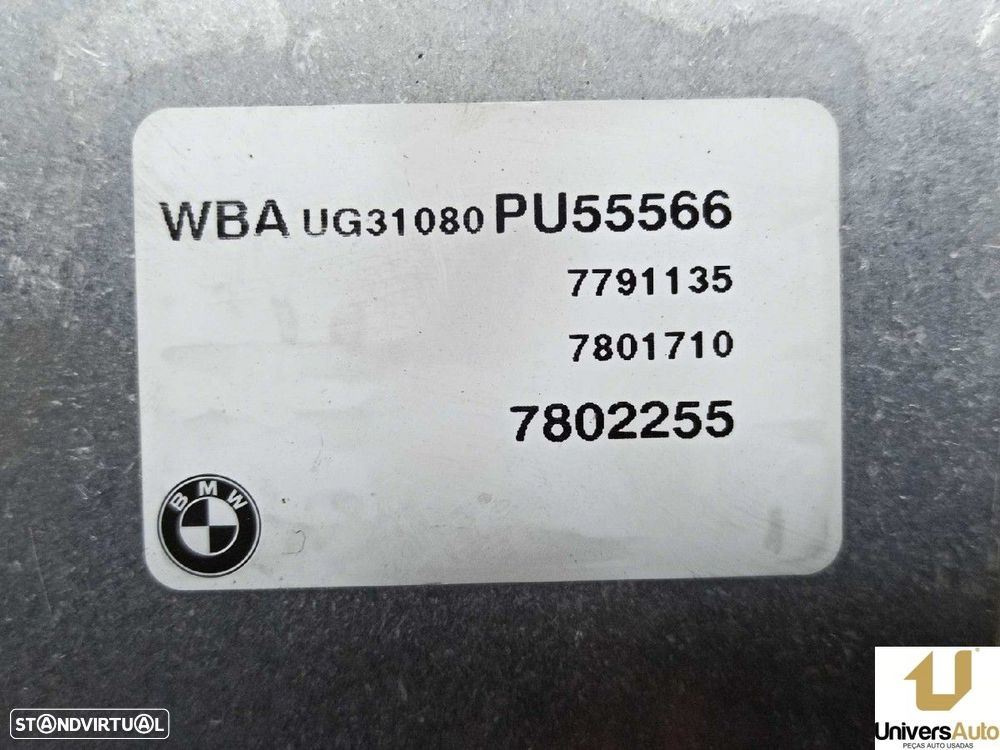 WBA UG31080 PU55566
7791135
7801710
7802255
BMW
STANDVIRTUAL
UniversAuto
PEÇAS AUTO USADAS